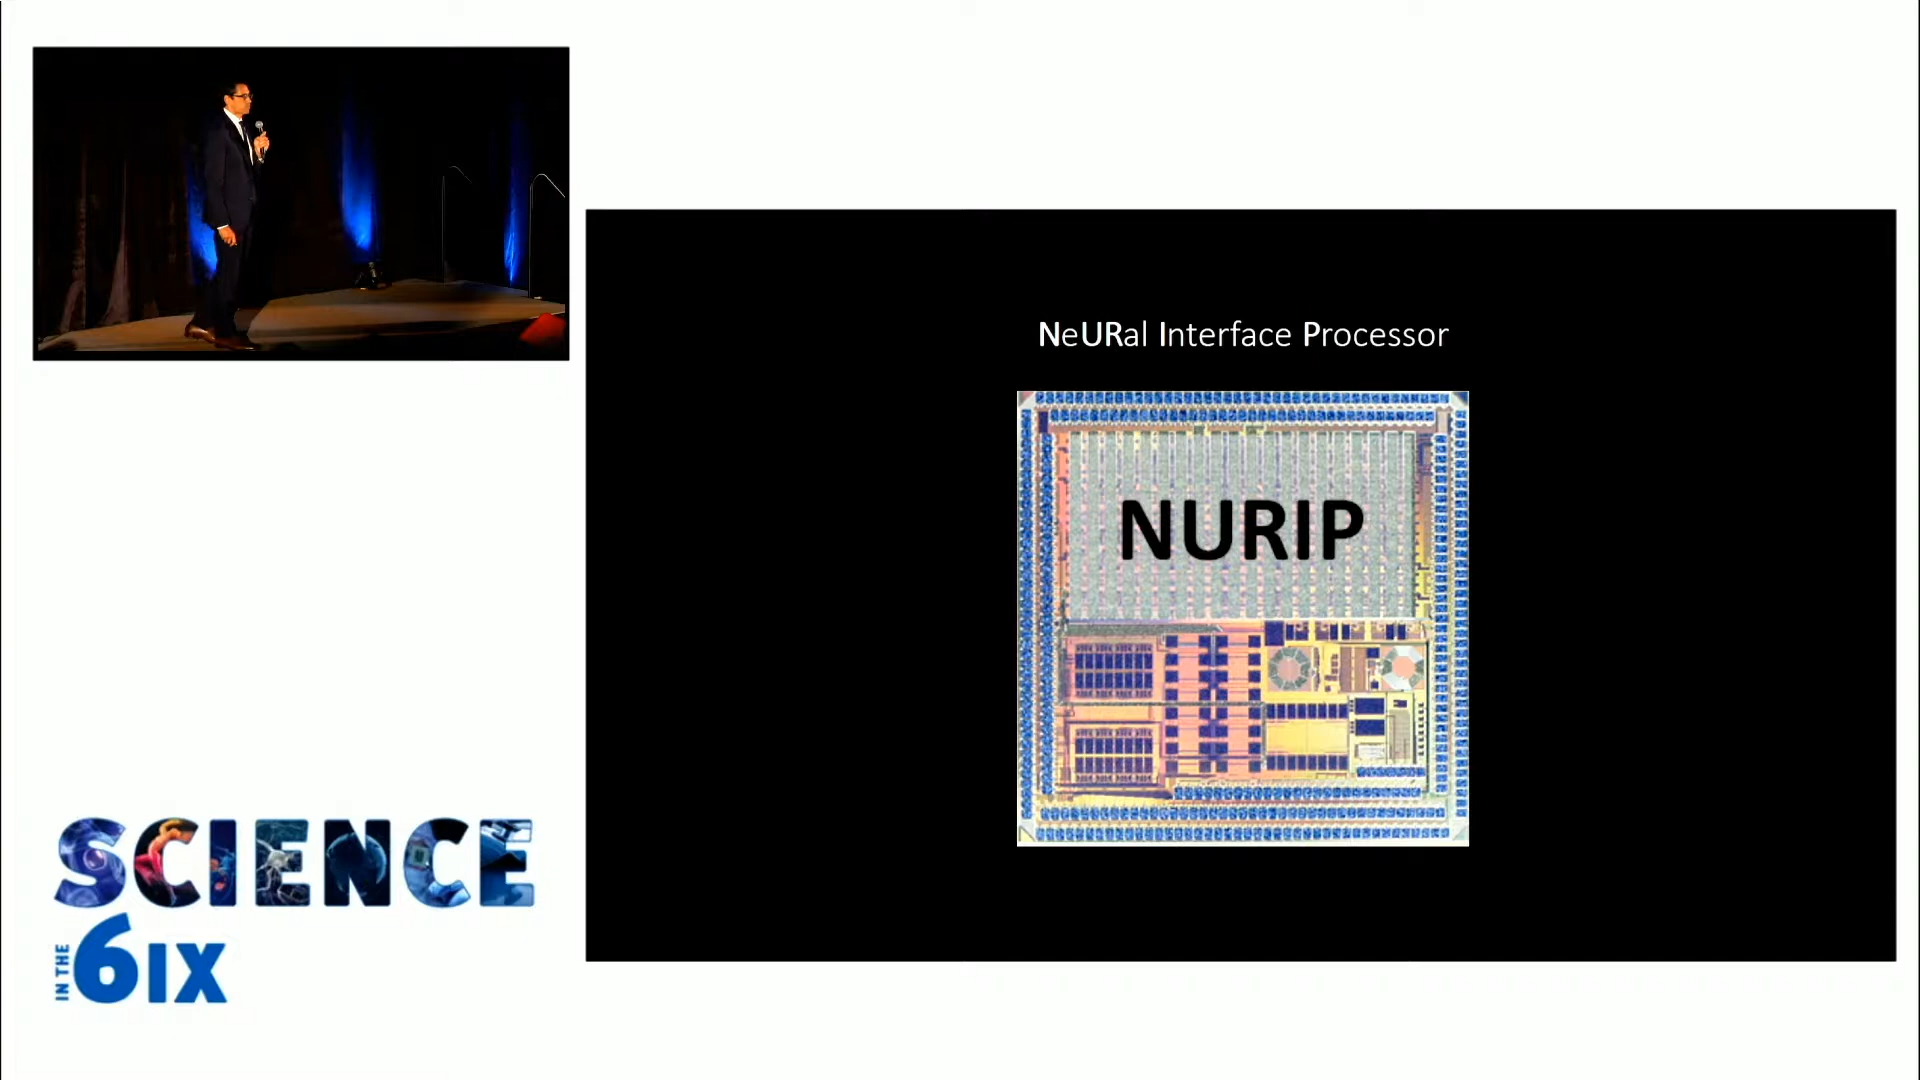 NeURal Interface Processor
NURIP
SCIENCE
IN THE 6IX